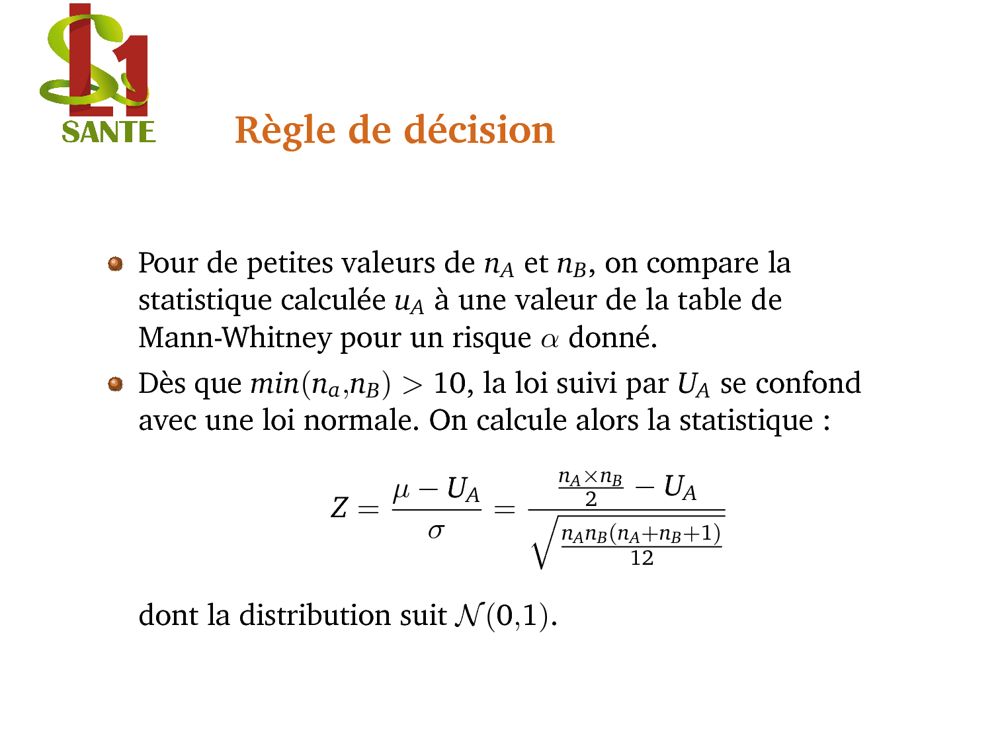 L1
SANTE
Règle de décision
Pour de petites valeurs de $n_A$ et $n_B$, on compare la
statistique calculée $u_A$ à une valeur de la table de
Mann-Whitney pour un risque $\alpha$ donné.
Dès que $min(n_a,n_B) > 10$, la loi suivi par $U_A$ se confond
avec une loi normale. On calcule alors la statistique :
$Z = \frac{\mu - U_A}{\sigma} = \frac{\frac{n_A \times n_B}{2} - U_A}{\sqrt{\frac{n_A n_B (n_A + n_B + 1)}{12}}}$
dont la distribution suit $\mathcal{N}(0,1)$.